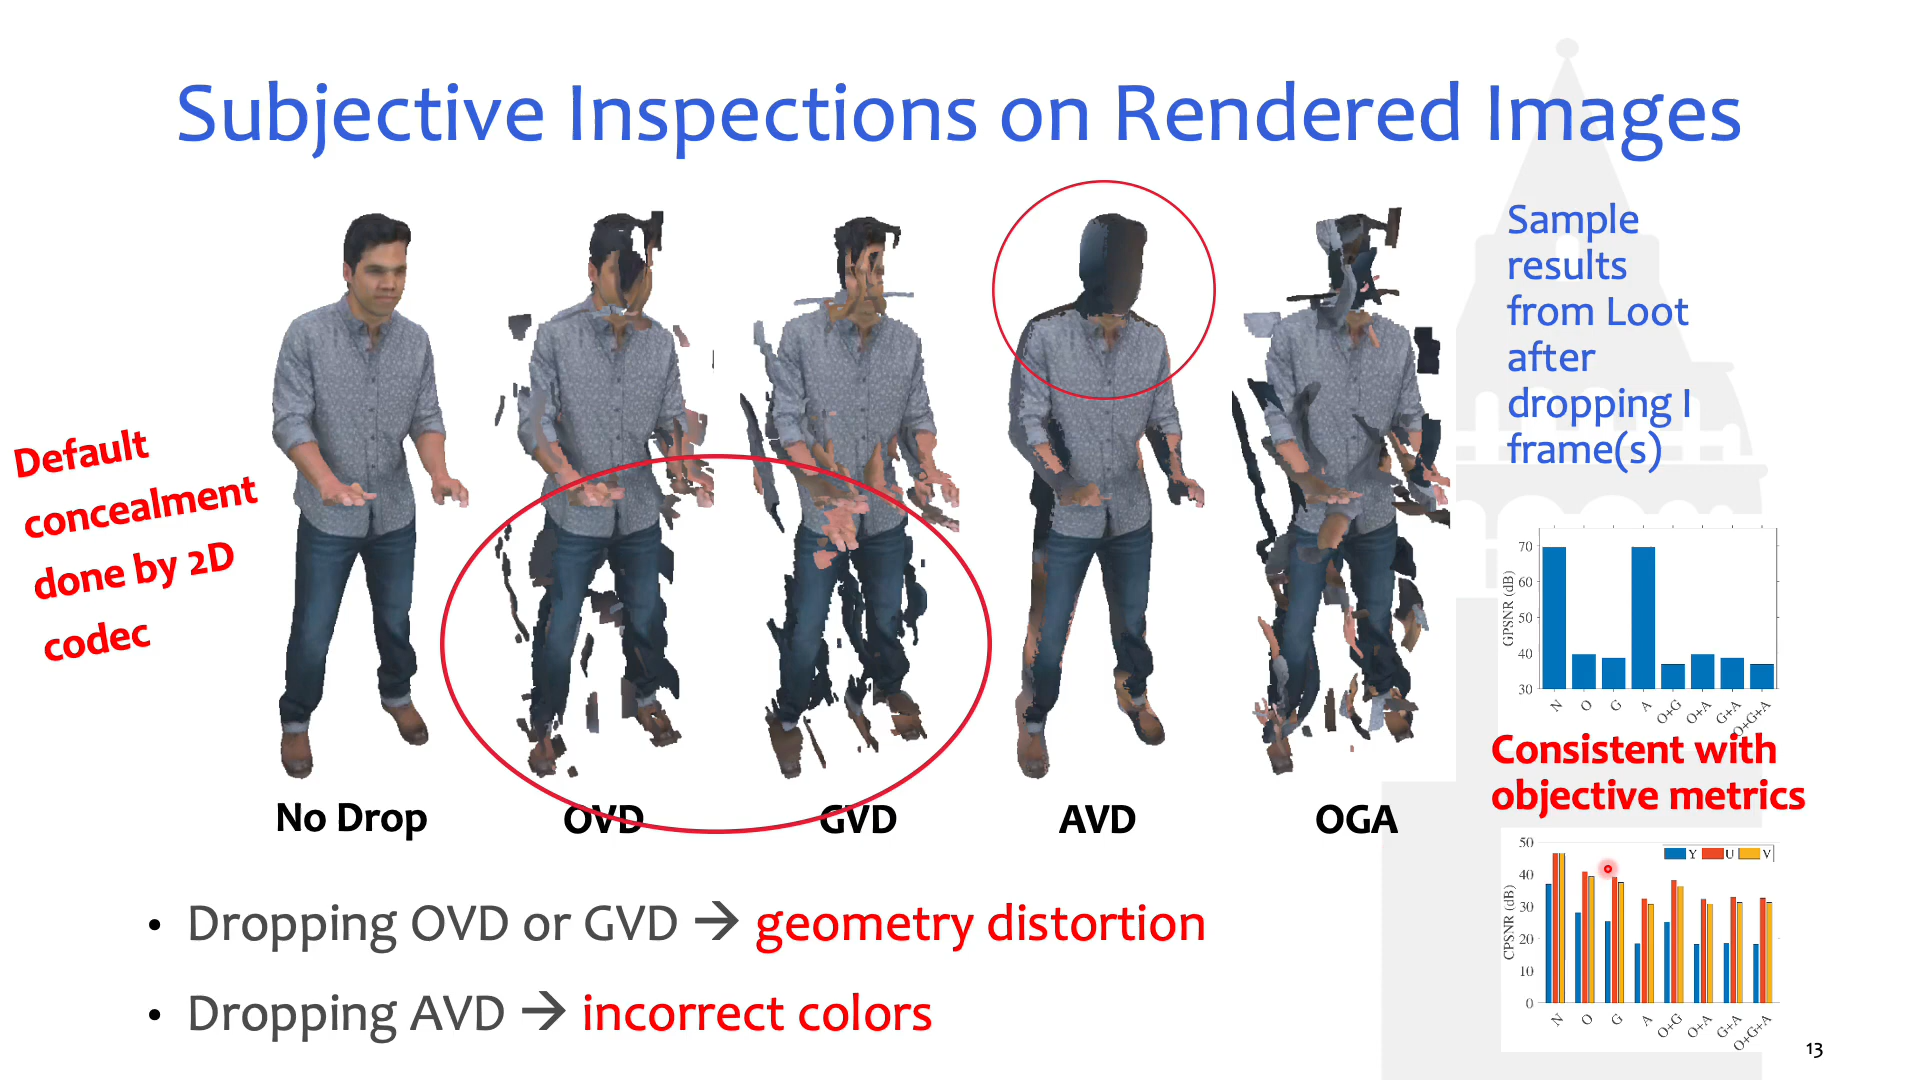 Subjective Inspections on Rendered Images
Default
concealment
done by 2D
codec
No Drop
OVD
GVD
AVD
OGA
Sample
results
from Loot
after
dropping I
frame(s)
GPSNR (dB)
70
60
50
40
30
N O G A O+G O+A G+A O+G+A
Consistent with
objective metrics
CPSNR (dB)
50
40
30
20
10
0
Y U V
N O G A O+G O+A G+A O+G+A
• Dropping OVD or GVD → geometry distortion
• Dropping AVD → incorrect colors
13